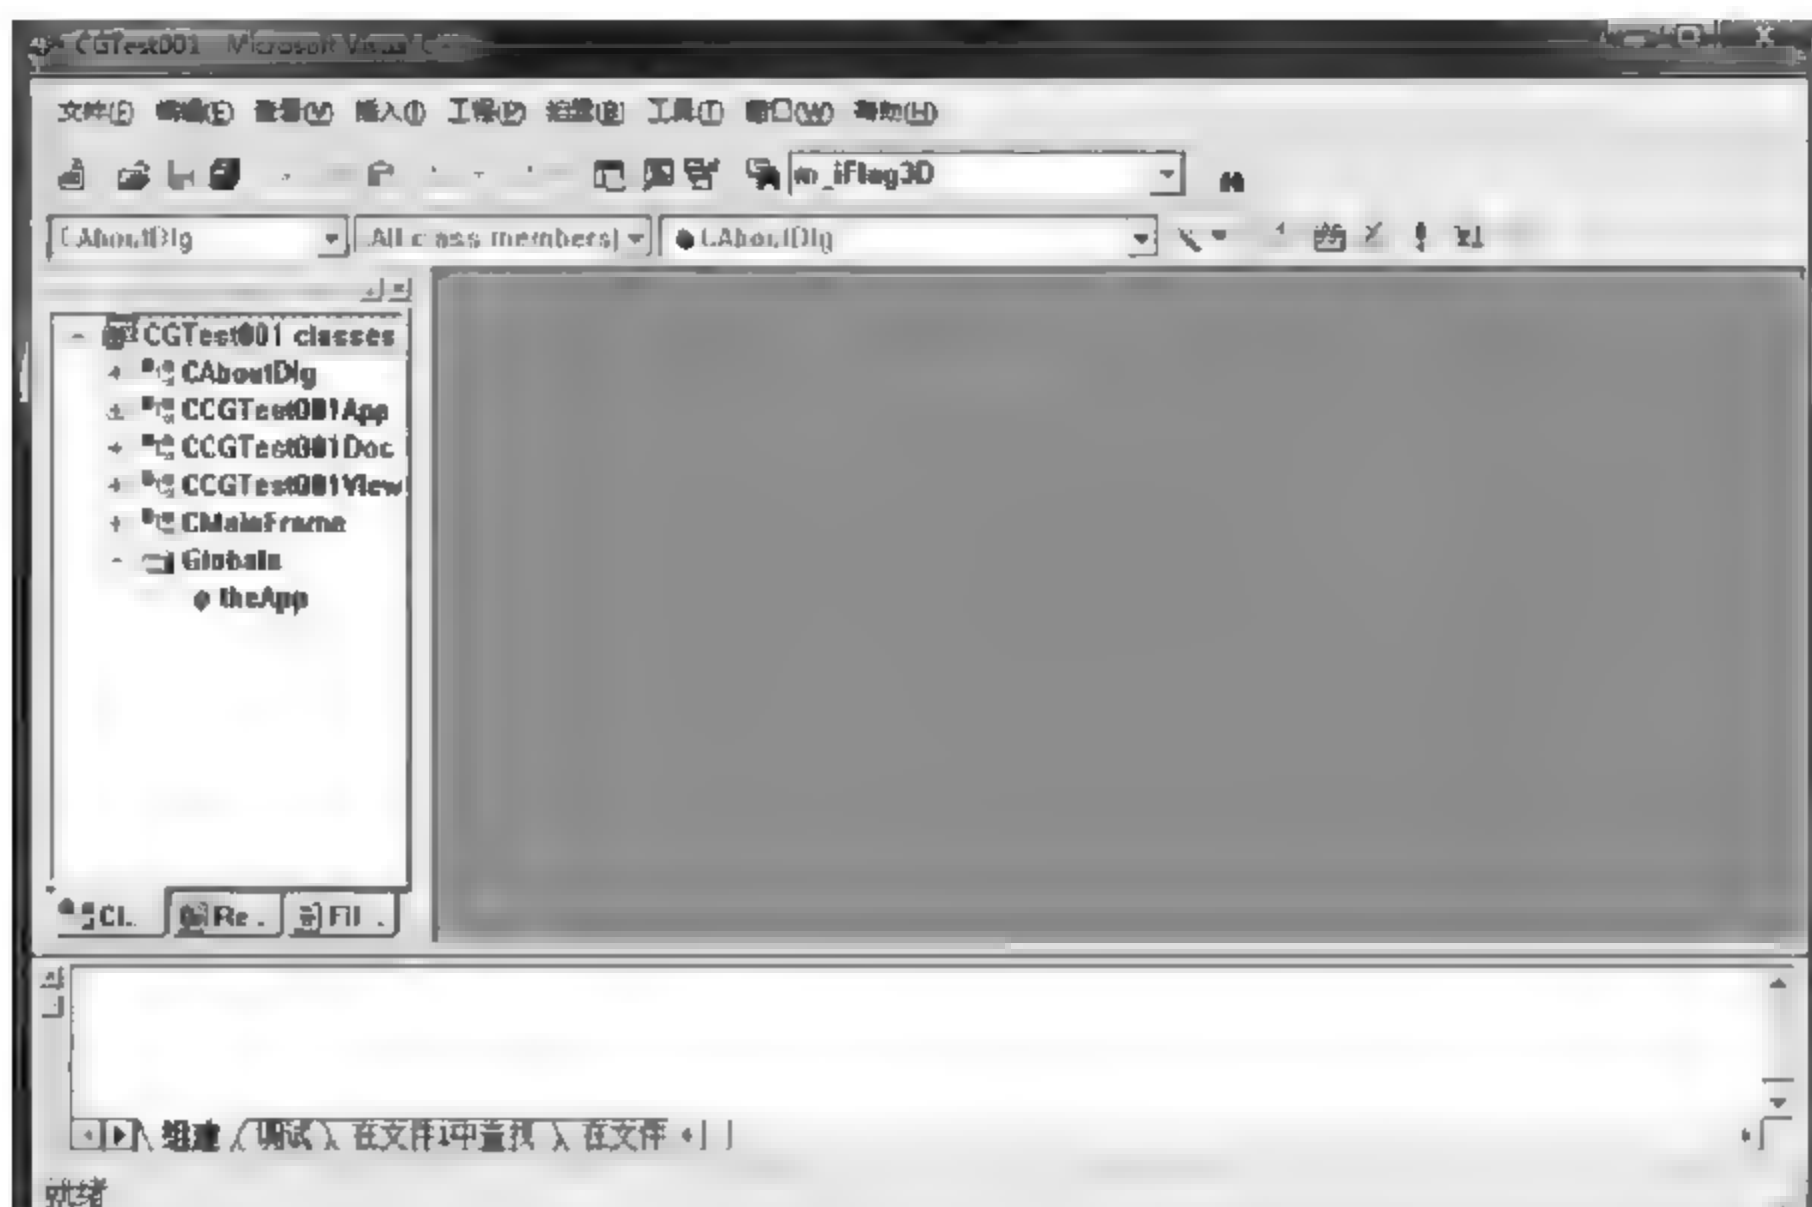 CGTest001 Microsoft Visual C
文件(F) 编辑(E) 查看(V) 插入(I) 工程(P) 组建(B) 工具(T) 窗口(W) 帮助(H)
m_iFlag3D
CAboutDlg All class members) CAboutDlg
CGTest001 classes
CAboutDlg
CCGTest001App
CCGTest001Doc
CCGTest001View
CMainFrame
Globals
theApp
Cl.. Re . Fil .
组建 调试 在文件1中查找 在文件
就绪